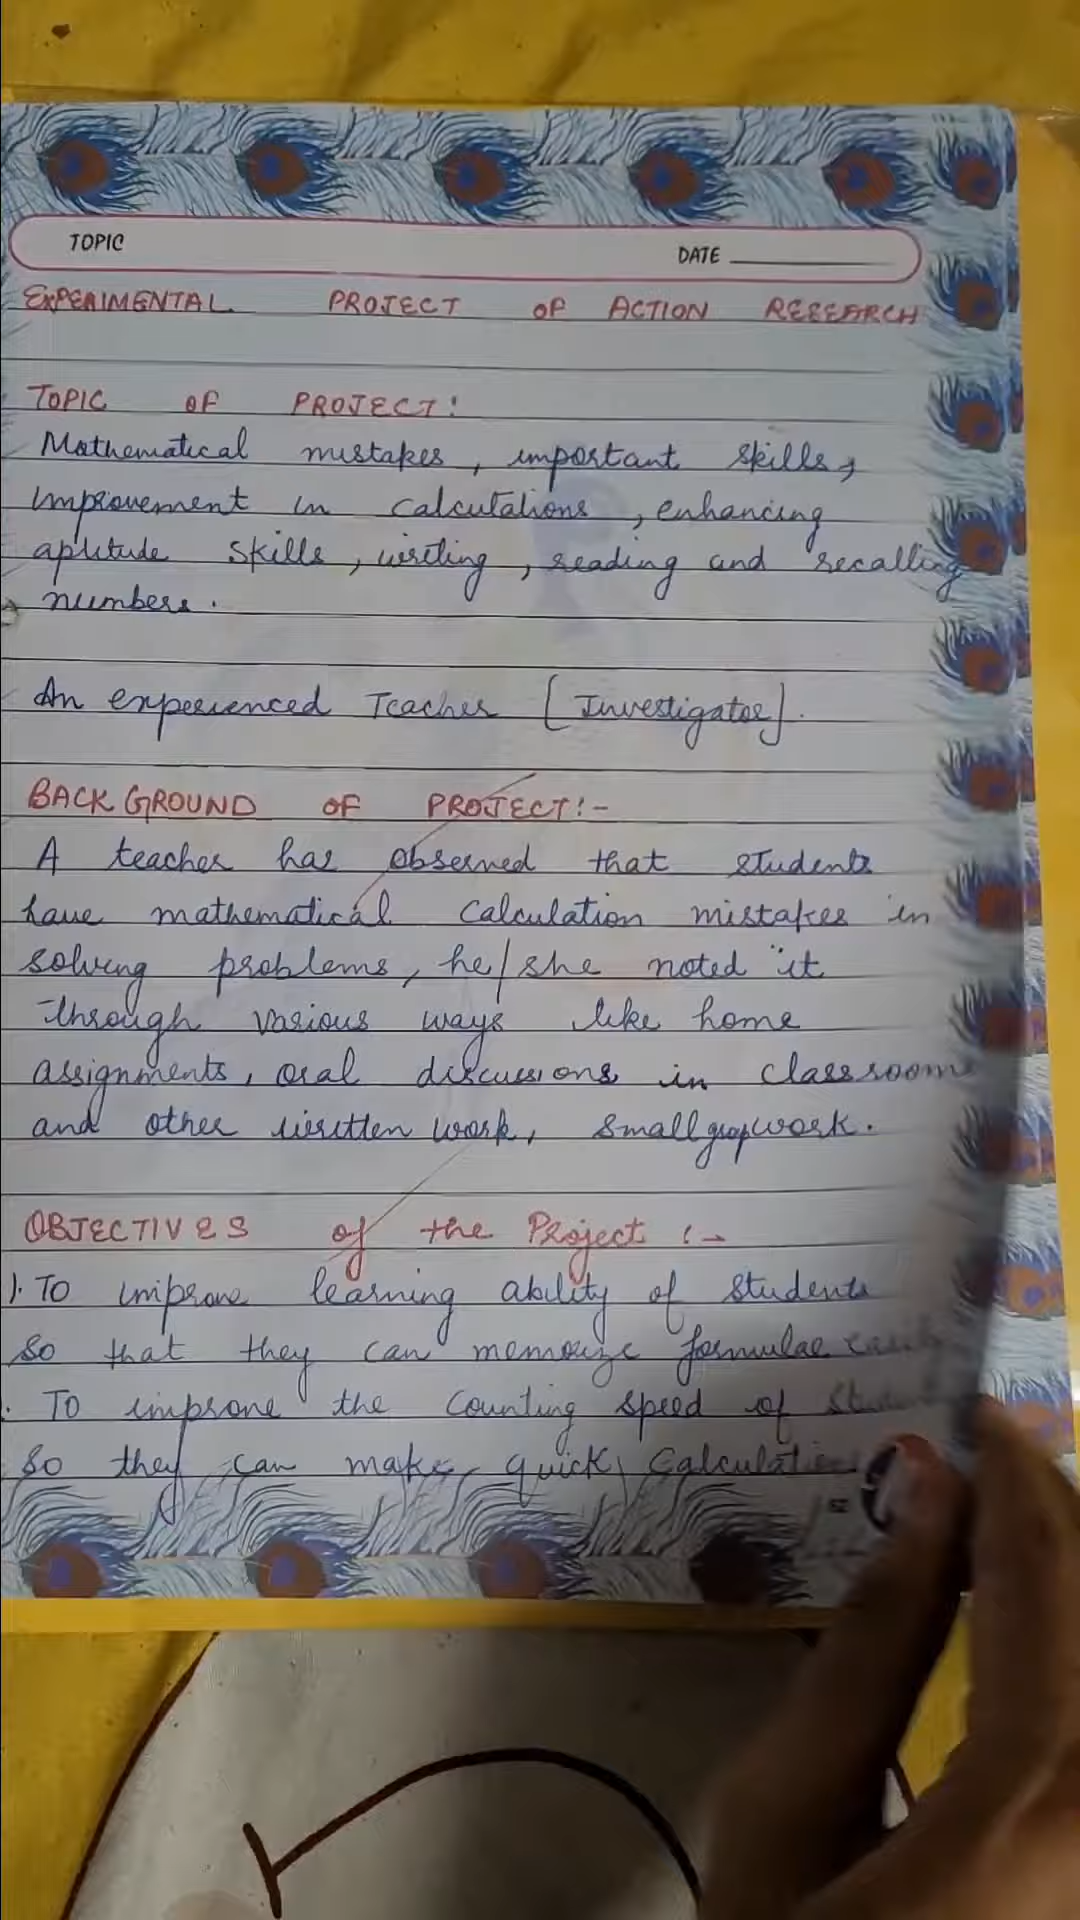 TOPIC
DATE
EXPERIMENTAL PROJECT OF ACTION RESEARCH
TOPIC OF PROJECT:
Mathematical mistakes, important skills,
improvement in calculations, enhancing
aptitude skills, writing, reading and recalling
numbers.
An experienced Teacher [Investigator].
BACKGROUND OF PROJECT:-
A teacher has observed that students
have mathematical calculation mistakes in
solving problems, he/she noted it
through various ways like home
assignments, oral discussions in classroom
and other written work, small grop work.
OBJECTIVES of the Project :-
1. To improve learning ability of students
so that they can memorize formulae
. To improve the counting speed of
so they can make quick